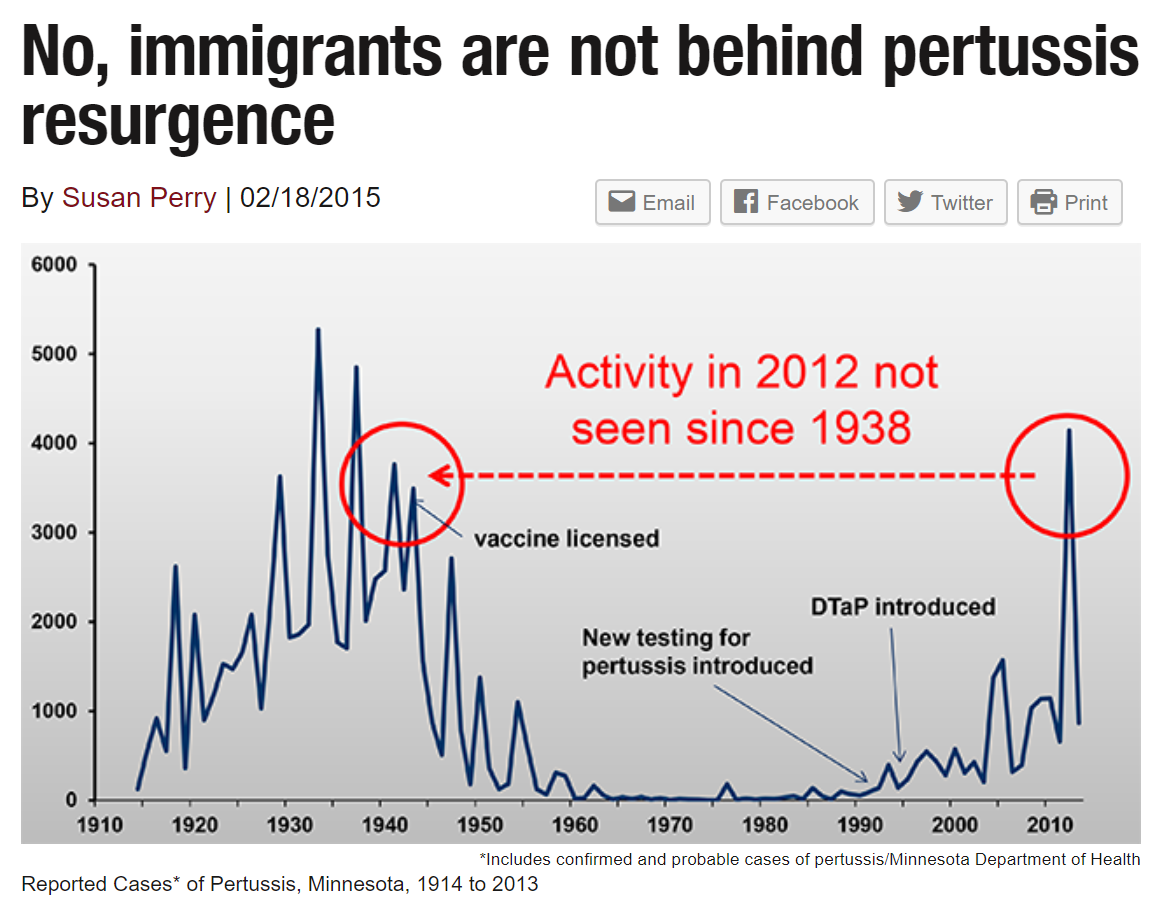 No, immigrants are not behind pertussis
resurgence
By Susan Perry | 02/18/2015
Email
Facebook
Twitter
Print
6000
5000
4000
3000
2000
1000
0
Activity in 2012 not
seen since 1938
vaccine licensed
DTaP introduced
New testing for
pertussis introduced
1910 1920 1930 1940 1950 1960 1970 1980 1990 2000 2010
*Includes confirmed and probable cases of pertussis/Minnesota Department of Health
Reported Cases* of Pertussis, Minnesota, 1914 to 2013